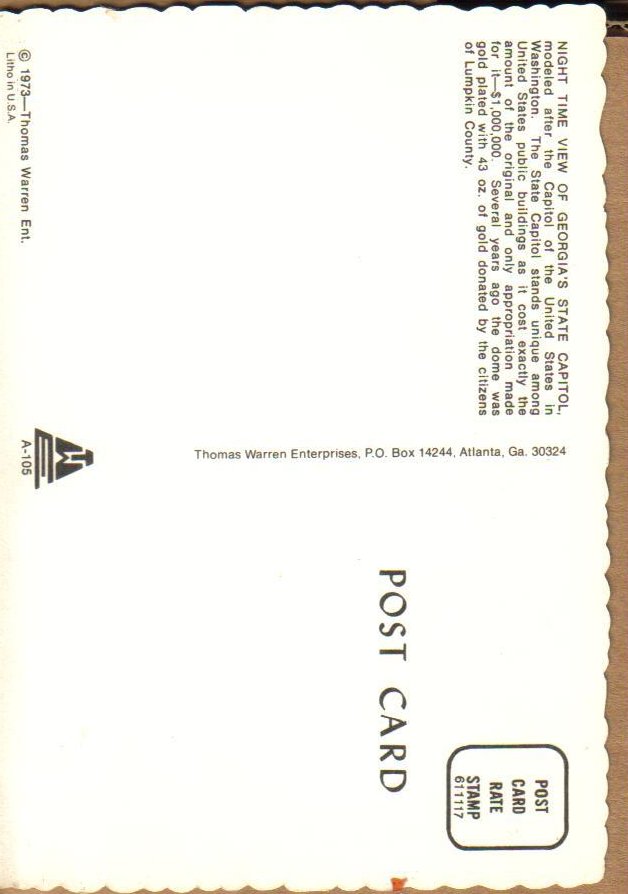 NIGHT TIME VIEW OF GEORGIA'S STATE CAPITOL,
modeled after the Capitol of the United States in
Washington. The State Capitol stands unique among
United States public buildings as it cost exactly the
amount of the original and only appropriation made
for it—$1,000,000. Several years ago the dome was
gold plated with 43 oz. of gold donated by the citizens
of Lumpkin County.
© 1973—Thomas Warren Ent.
Litho in U.S.A.
Thomas Warren Enterprises, P.O. Box 14244, Atlanta, Ga. 30324
A-105
POST CARD
POST
CARD
RATE
STAMP
611117